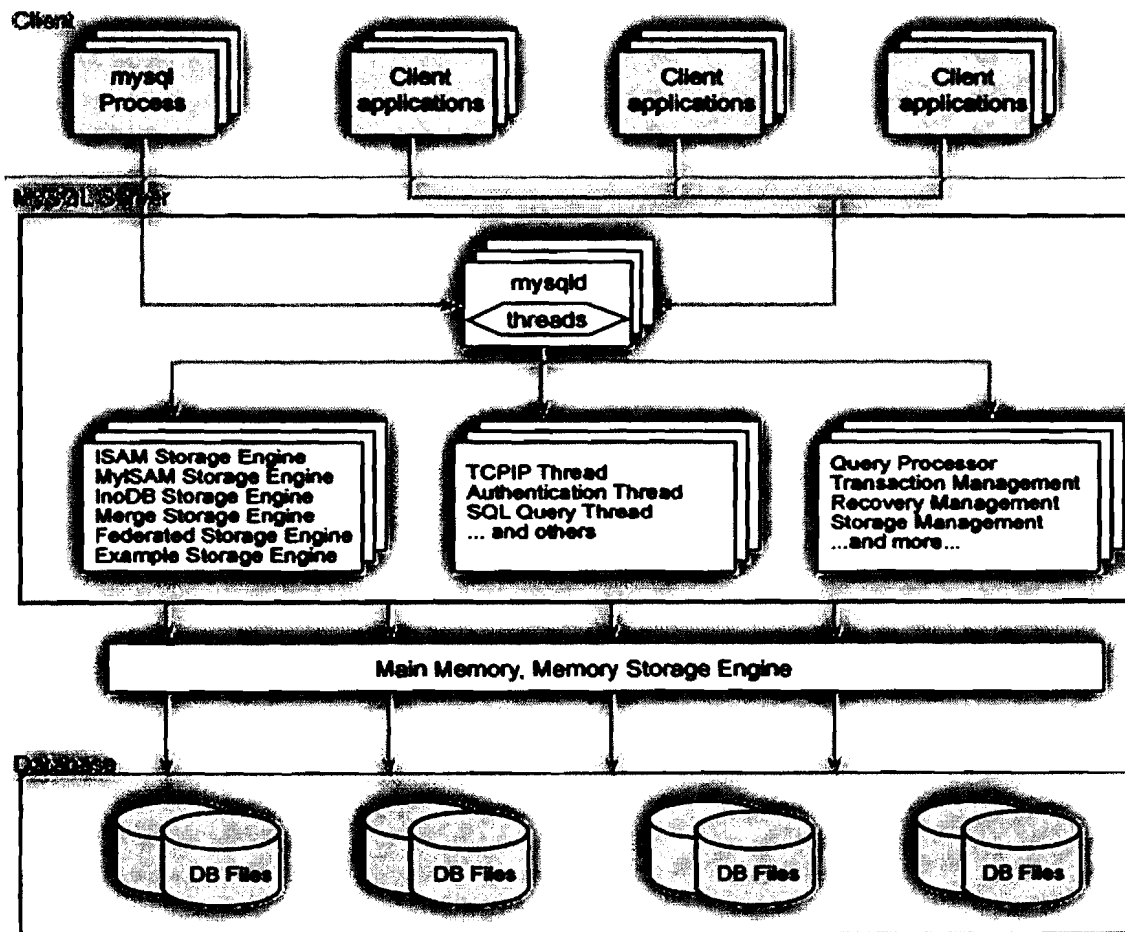 Client
mysql
Process
Client
applications
Client
applications
Client
applications
MySQL Server
mysqld
threads
ISAM Storage Engine
MyISAM Storage Engine
InoDB Storage Engine
Merge Storage Engine
Federated Storage Engine
Example Storage Engine
TCPIP Thread
Authentication Thread
SQL Query Thread
... and others
Query Processor
Transaction Management
Recovery Management
Storage Management
...and more...
Main Memory, Memory Storage Engine
Database
DB Files
DB Files
DB Files
DB Files